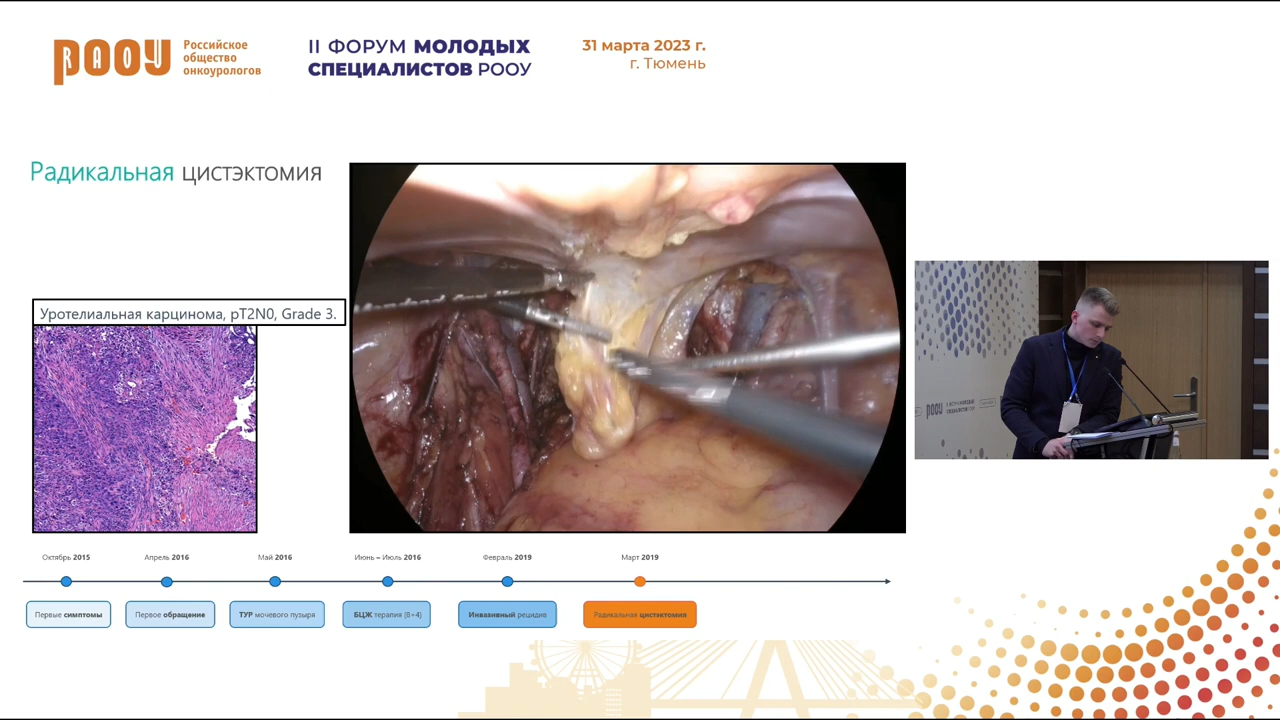 РООУ
RAOU
Российское
общество
онкоурологов
II ФОРУМ МОЛОДЫХ
СПЕЦИАЛИСТОВ РООУ
31 марта 2023 г.
г. Тюмень
Радикальная цистэктомия
Уротелиальная карцинома, pT2N0, Grade 3.
РООУ
Октябрь 2015
Апрель 2016
Май 2016
Июнь – Июль 2016
Февраль 2019
Март 2019
Первые симптомы
Первое обращение
ТУР мочевого пузыря
БЦЖ терапия (8+4)
Инвазивный рецидив
Радикальная цистэктомия